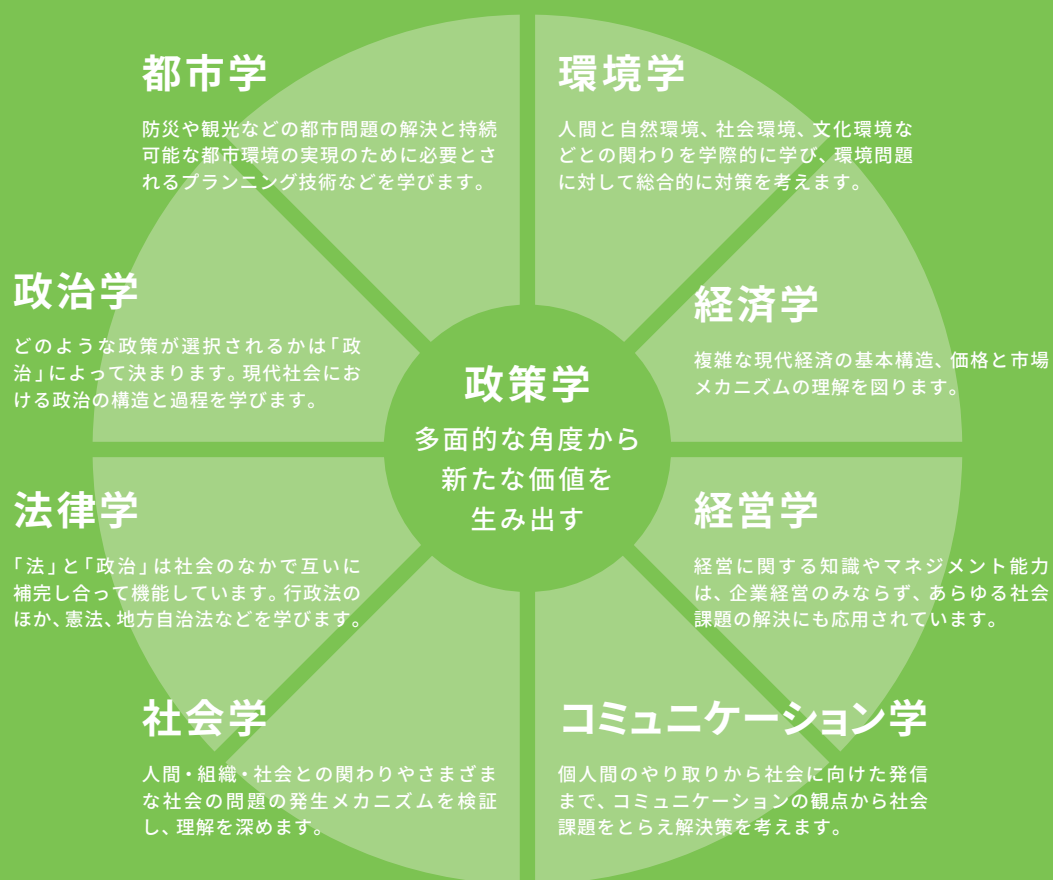 都市学
防災や観光などの都市問題の解決と持続
可能な都市環境の実現のために必要とさ
れるプランニング技術などを学びます。
環境学
人間と自然環境、社会環境、文化環境な
どとの関わりを学際的に学び、環境問題
に対して総合的に対策を考えます。
政治学
どのような政策が選択されるかは「政
治」によって決まります。現代社会にお
ける政治の構造と過程を学びます。
経済学
複雑な現代経済の基本構造、価格と市場
メカニズムの理解を図ります。
政策学
多面的な角度から
新たな価値を
生み出す
法律学
「法」と「政治」は社会のなかで互いに
補完し合って機能しています。行政法の
ほか、憲法、地方自治法などを学びます。
経営学
経営に関する知識やマネジメント能力
は、企業経営のみならず、あらゆる社会
課題の解決にも応用されています。
社会学
人間・組織・社会との関わりやさまざま
な社会の問題の発生メカニズムを検証
し、理解を深めます。
コミュニケーション学
個人間のやり取りから社会に向けた発信
まで、コミュニケーションの観点から社会
課題をとらえ解決策を考えます。